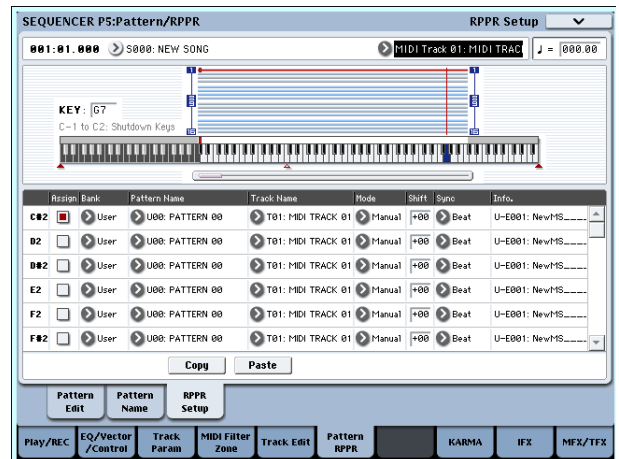 SEQUENCER P5:Pattern/RPPR RPPR Setup
001:01.000 S000: NEW SONG MIDI Track 01: MIDI TRAC ♩ = 000.00
KEY: G7
C-1 to C2: Shutdown Keys
1 1
8 8
16 16
Assign Bank Pattern Name Track Name Mode Shift Sync Info.
C#2 User U00: PATTERN 00 T01: MIDI TRACK 01 Manual +00 Beat U-E001: NewMS____
D2 User U00: PATTERN 00 T01: MIDI TRACK 01 Manual +00 Beat U-E001: NewMS____
D#2 User U00: PATTERN 00 T01: MIDI TRACK 01 Manual +00 Beat U-E001: NewMS____
E2 User U00: PATTERN 00 T01: MIDI TRACK 01 Manual +00 Beat U-E001: NewMS____
F2 User U00: PATTERN 00 T01: MIDI TRACK 01 Manual +00 Beat U-E001: NewMS____
F#2 User U00: PATTERN 00 T01: MIDI TRACK 01 Manual +00 Beat U-E001: NewMS____
Copy Paste
Pattern Edit Pattern Name RPPR Setup
Play/REC EQ/Vector /Control Track Param MIDI Filter Zone Track Edit Pattern RPPR KARMA IFX MFX/TFX